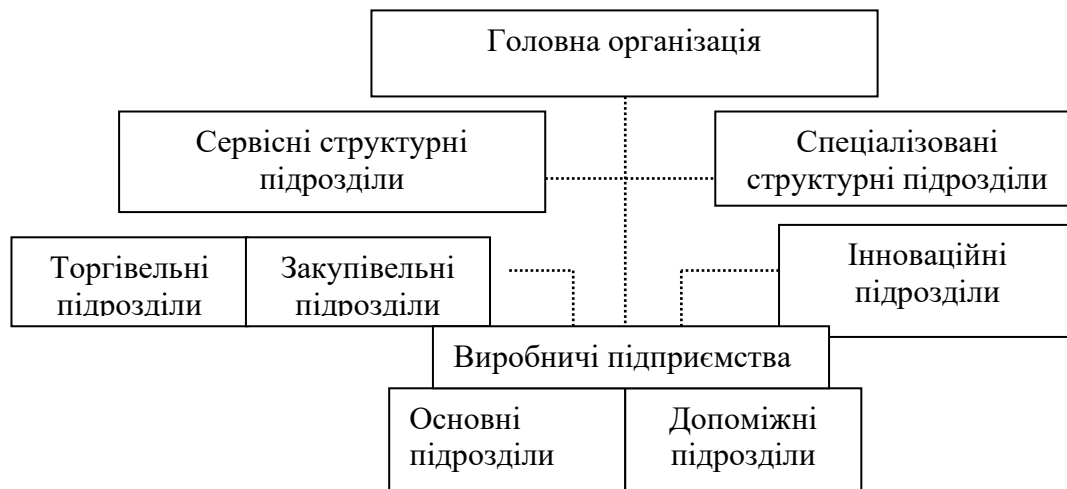 Головна організація
Сервісні структурні
підрозділи
Спеціалізовані
структурні підрозділи
Торгівельні
підрозділи
Закупівельні
підрозділи
Інноваційні
підрозділи
Виробничі підприємства
Основні
підрозділи
Допоміжні
підрозділи